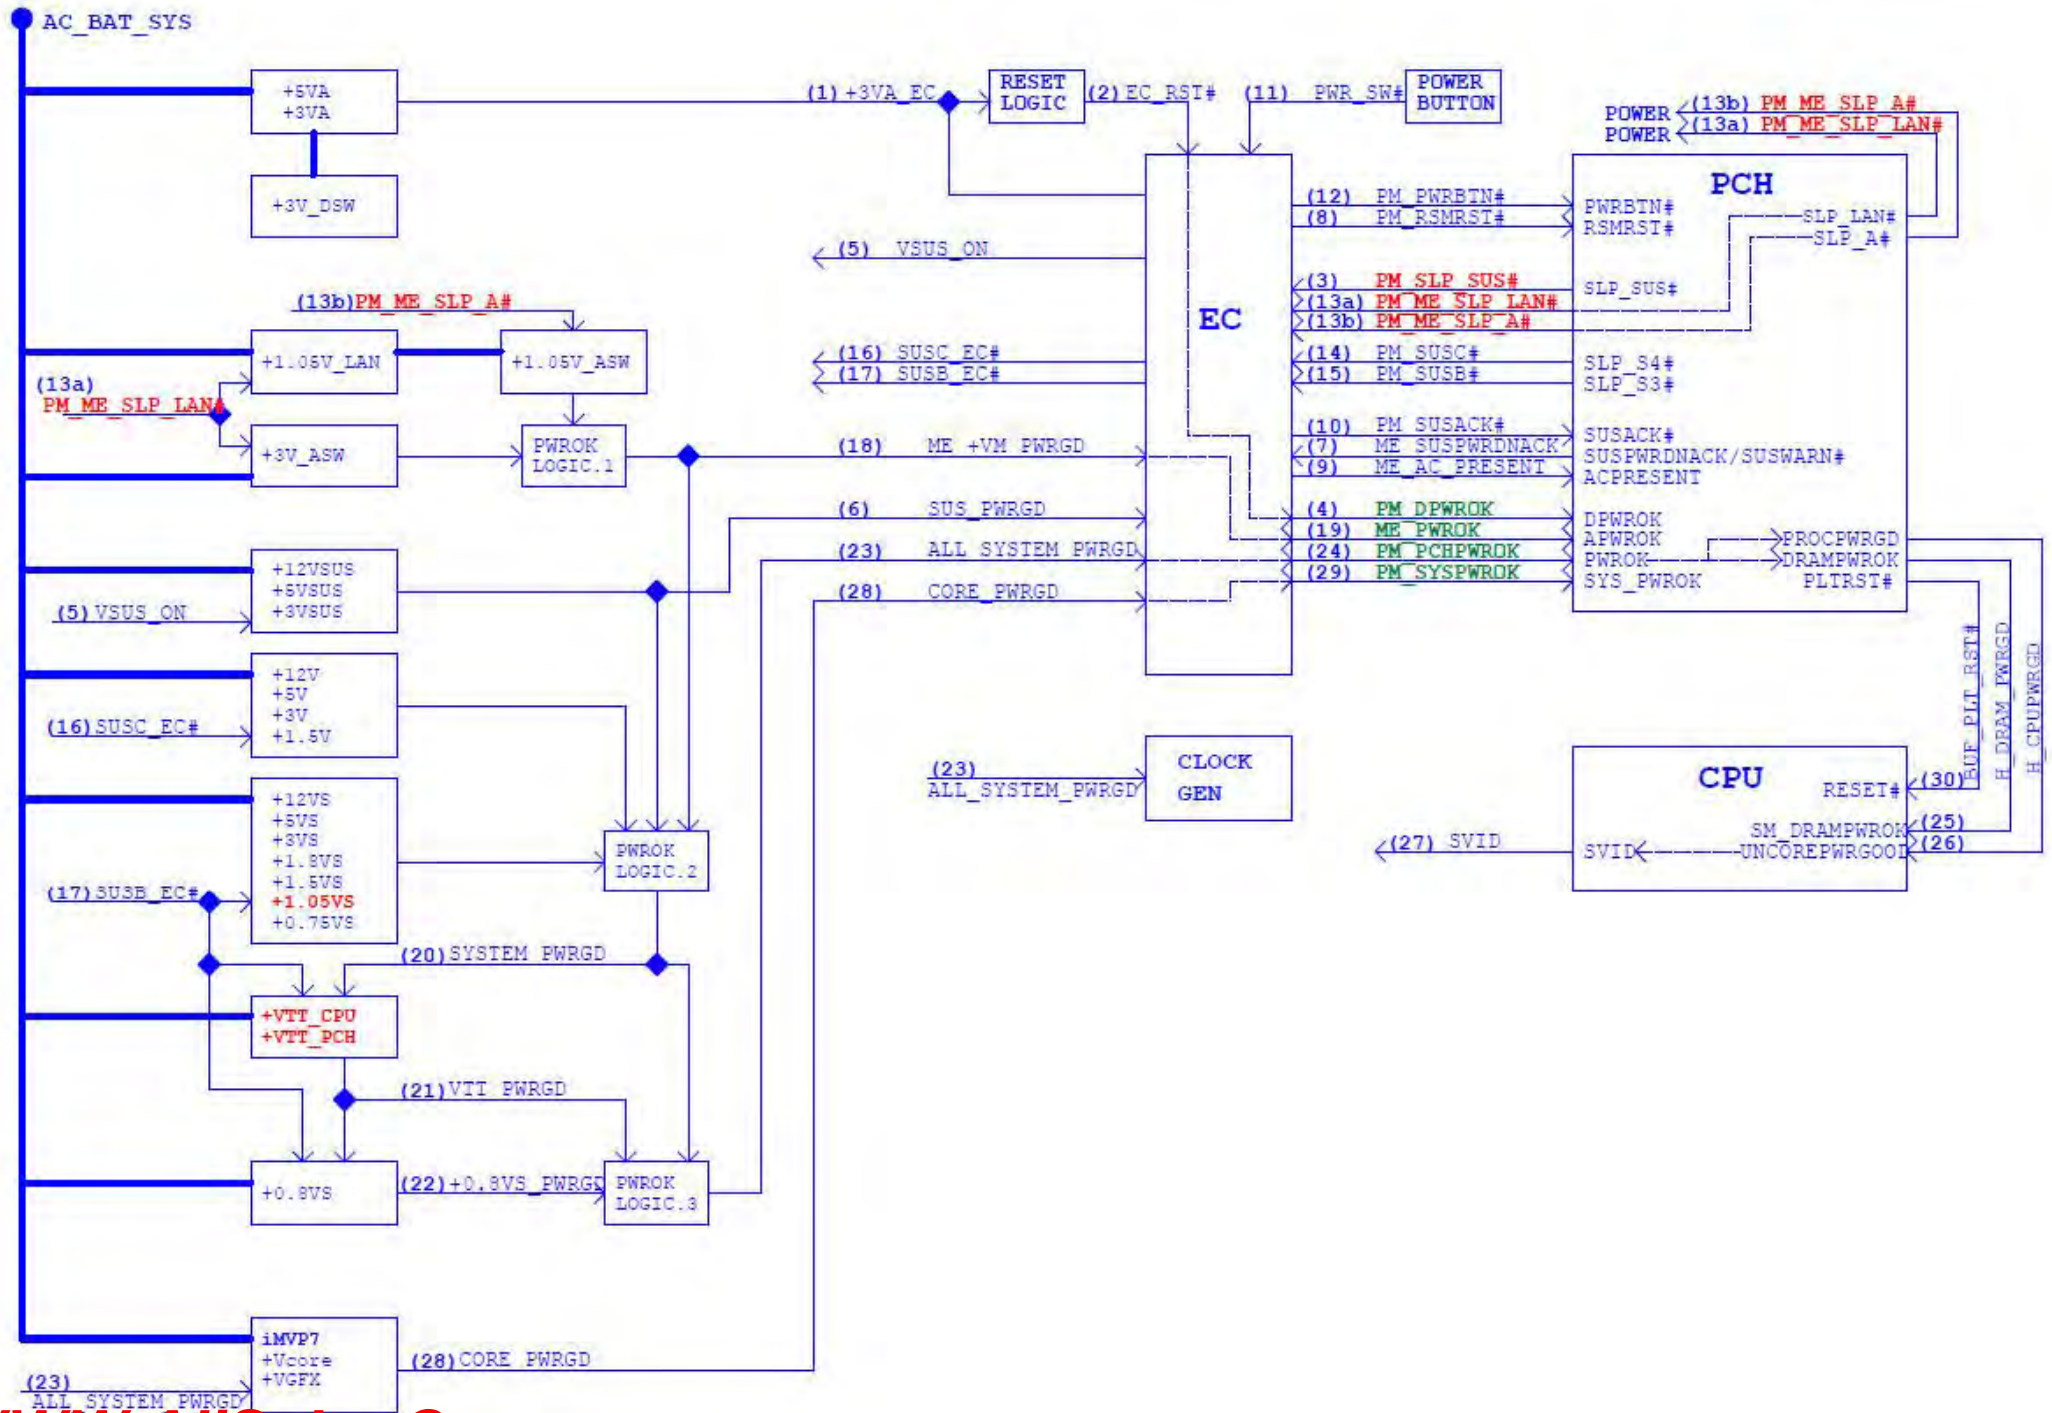 AC_BAT_SYS
+5VA
+3VA
+3V_DSW
(1) +3VA_EC
RESET
LOGIC
(2) EC_RST#
(11) PWR_SW#
POWER
BUTTON
POWER (13b) PM_ME_SLP_A#
POWER (13a) PM_ME_SLP_LAN#
PCH
EC
(12) PM_PWRBTN#
PWRBTN#
(8) PM_RSMRST#
RSMRST#
SLP_LAN#
SLP_A#
(5) VSUS_ON
(3) PM_SLP_SUS#
SLP_SUS#
(13a) PM_ME_SLP_LAN#
(13b) PM_ME_SLP_A#
(16) SUSC_EC#
(17) SUSB_EC#
(14) PM_SUSC#
SLP_S4#
(15) PM_SUSB#
SLP_S3#
(13b)PM_ME_SLP_A#
+1.05V_LAN
+1.05V_ASW
(13a)
PM_ME_SLP_LAN#
+3V_ASW
PWROK
LOGIC.1
(18) ME_+VM_PWRGD
(10) PM_SUSACK#
SUSACK#
(7) ME_SUSPWRDNACK
SUSPWRDNACK/SUSWARN#
(9) ME_AC_PRESENT
ACPRESENT
(6) SUS_PWRGD
(23) ALL_SYSTEM_PWRGD
(28) CORE_PWRGD
(4) PM_DPWROK
DPWROK
(19) ME_PWROK
APWROK
(24) PM_PCHPWROK
PWROK
(29) PM_SYSPWROK
SYS_PWROK
PROCPWRGD
DRAMPWROK
PLTRST#
+12VSUS
+5VSUS
+3VSUS
(5) VSUS_ON
+12V
+5V
+3V
+1.5V
(16) SUSC_EC#
+12VS
+5VS
+3VS
+1.8VS
+1.5VS
+1.05VS
+0.75VS
(17) SUSB_EC#
PWROK
LOGIC.2
(23)
ALL_SYSTEM_PWRGD
CLOCK
GEN
BUF_PLT_RST#
H_DRAM_PWRGD
H_CPUPWRGD
CPU
RESET#
(30)
SM_DRAMPWROK
(25)
UNCOREPWRGOOD
(26)
SVID
(27) SVID
(20) SYSTEM_PWRGD
+VTT_CPU
+VTT_PCH
(21) VTT_PWRGD
+0.8VS
(22) +0.8VS_PWRGD
PWROK
LOGIC.3
iMVP7
+Vcore
+VGFX
(28) CORE_PWRGD
(23)
ALL_SYSTEM_PWRGD